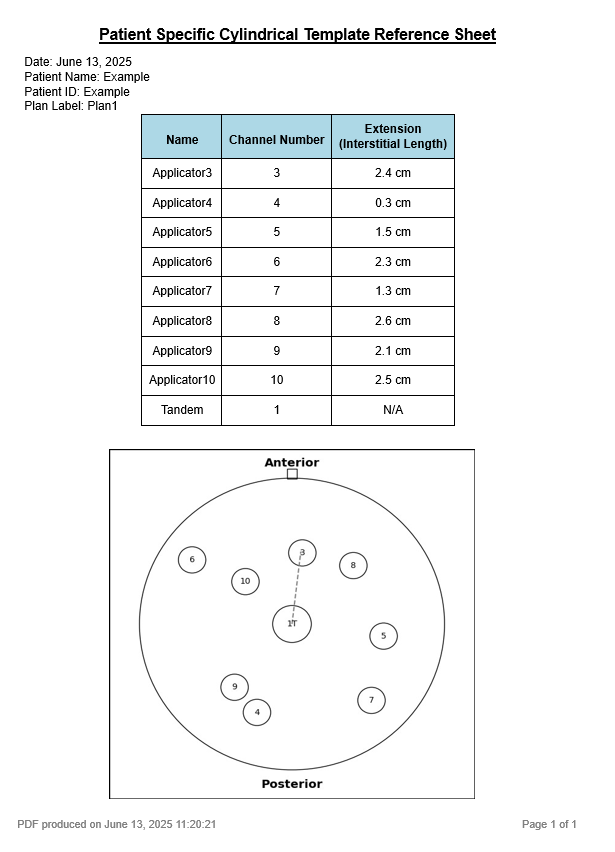 Patient Specific Cylindrical Template Reference Sheet
Date: June 13, 2025
Patient Name: Example
Patient ID: Example
Plan Label: Plan1
Name Channel Number Extension (Interstitial Length)
Applicator3 3 2.4 cm
Applicator4 4 0.3 cm
Applicator5 5 1.5 cm
Applicator6 6 2.3 cm
Applicator7 7 1.3 cm
Applicator8 8 2.6 cm
Applicator9 9 2.1 cm
Applicator10 10 2.5 cm
Tandem 1 N/A
Anterior
3
6
8
10
1T
5
9
7
4
Posterior
PDF produced on June 13, 2025 11:20:21 Page 1 of 1